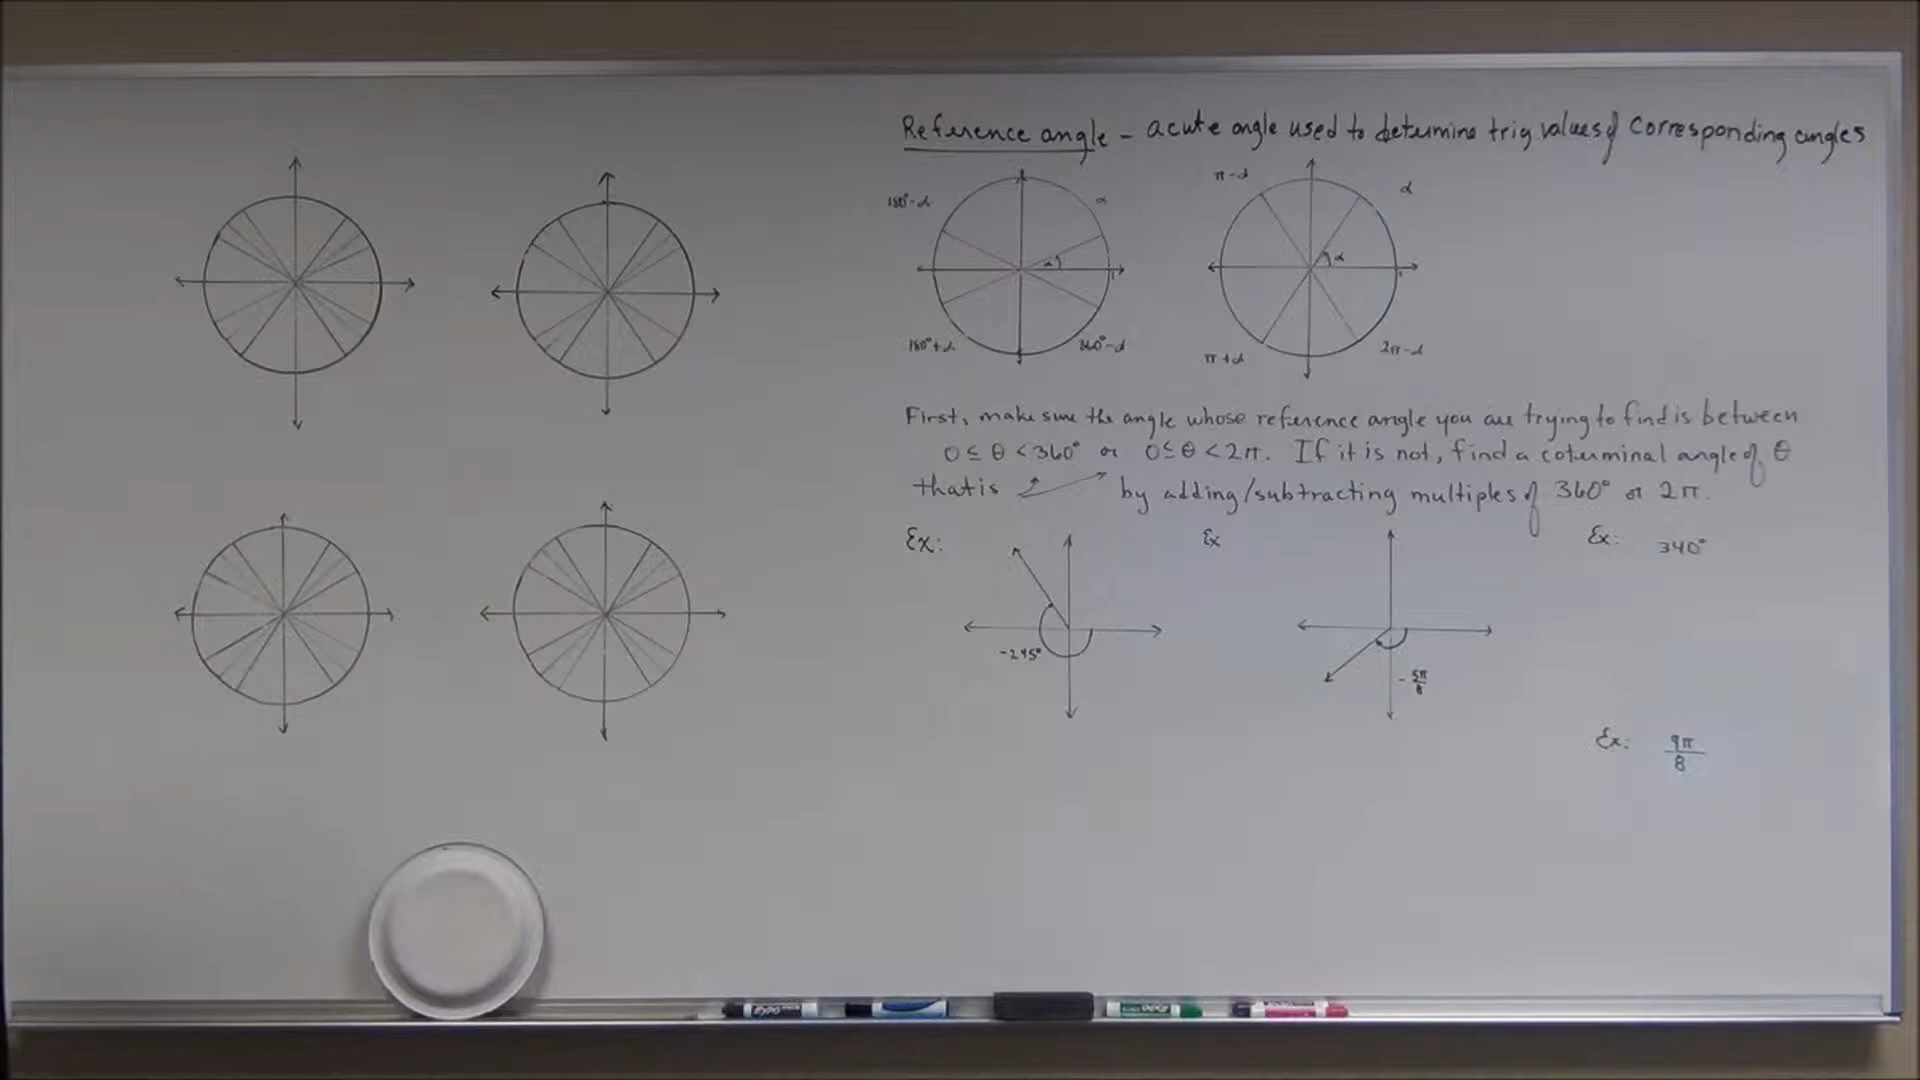 Reference angle – acute angle used to determine trig values of corresponding angles
180°-α
α
α
180°+α
360°-α
π-α
α
α
π+α
2π-α
First, make sure the angle whose reference angle you are trying to find is between
0 ≤ θ < 360° or 0 ≤ θ < 2π. If it is not, find a coterminal angle of θ
that is by adding/subtracting multiples of 360° or 2π.
Ex:
-245°
Ex
-5π/8
Ex: 340°
Ex: 9π/8
EXPO